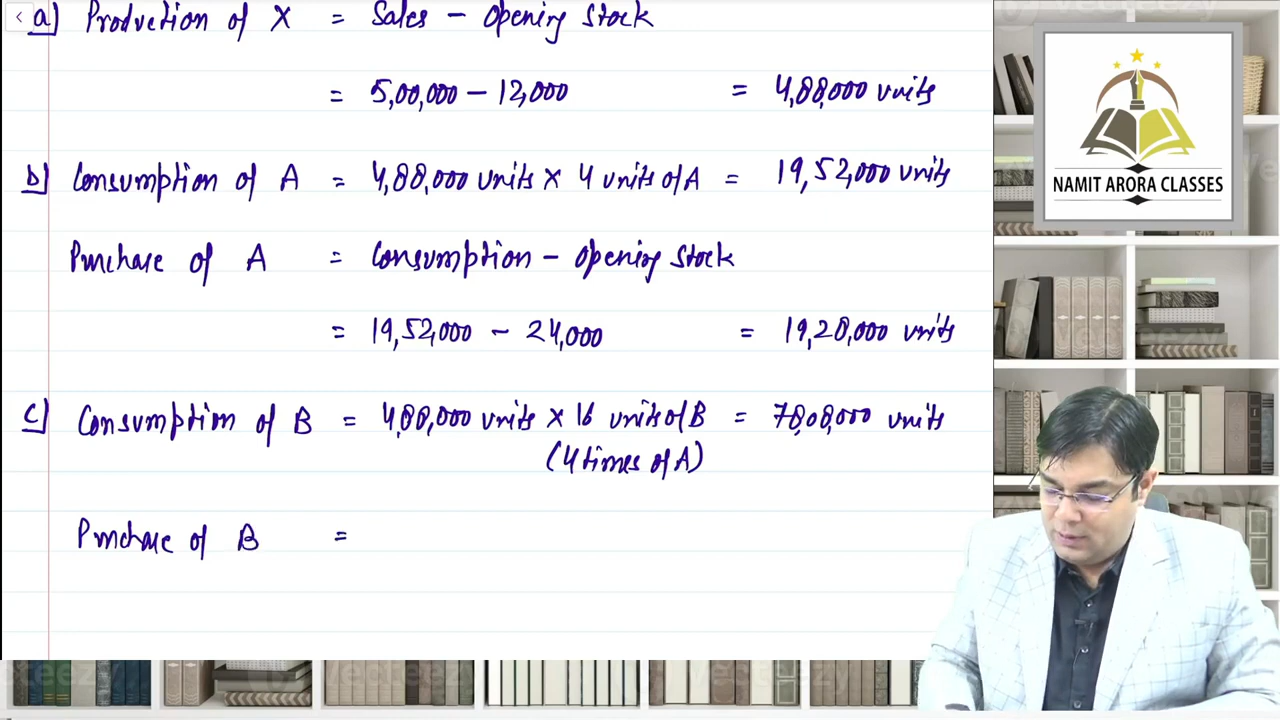 a) Production of X = Sales - Opening Stock
= 5,00,000 - 12,000 = 4,88,000 units
b) Consumption of A = 4,88,000 units × 4 units of A = 19,52,000 units
Purchase of A = Consumption - Opening Stock
= 19,52,000 - 24,000 = 19,28,000 units
c) Consumption of B = 4,88,000 units × 16 units of B = 78,08,000 units
(4 times of A)
Purchase of B =
NAMIT ARORA CLASSES
vecteezy